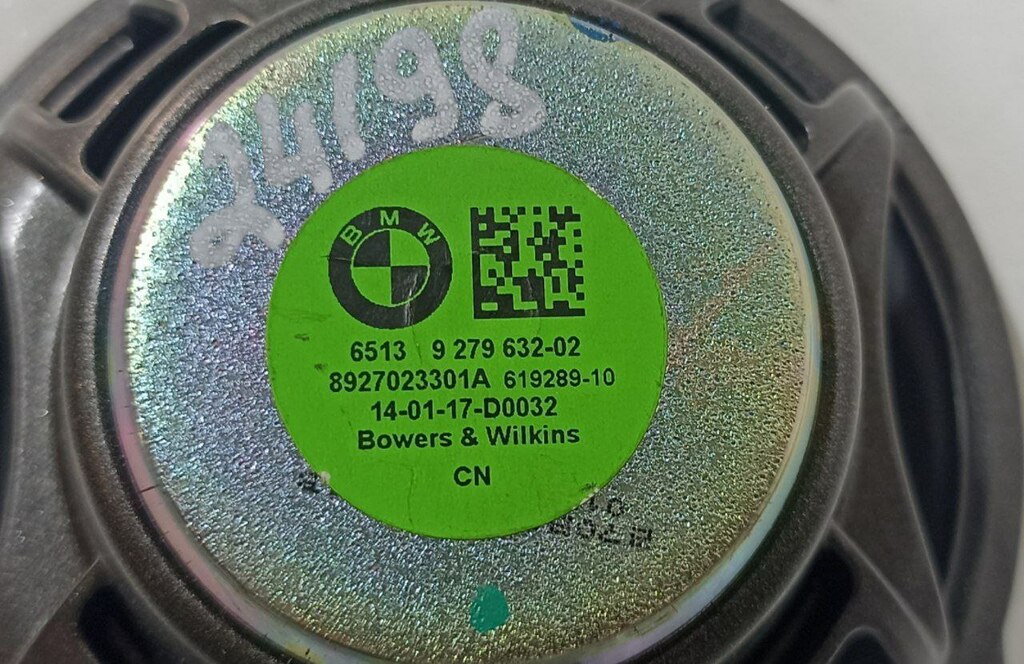 24198
BMW
6513 9 279 632-02
8927023301A 619289-10
14-01-17-D0032
Bowers & Wilkins
CN